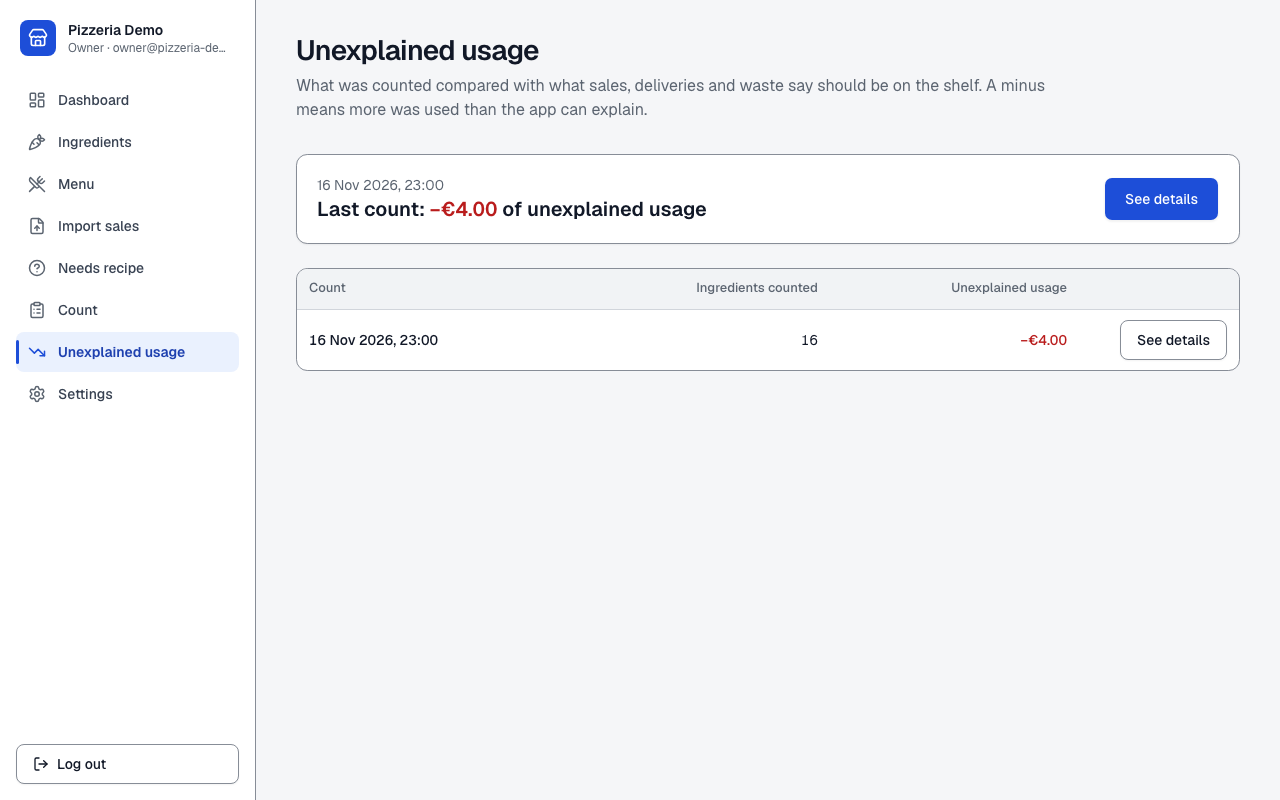 Pizzeria Demo
Owner · owner@pizzeria-de...
Dashboard
Ingredients
Menu
Import sales
Needs recipe
Count
Unexplained usage
Settings
Log out
Unexplained usage
What was counted compared with what sales, deliveries and waste say should be on the shelf. A minus
means more was used than the app can explain.
16 Nov 2026, 23:00
Last count: −€4.00 of unexplained usage
See details
Count Ingredients counted Unexplained usage
16 Nov 2026, 23:00 16 −€4.00 See details